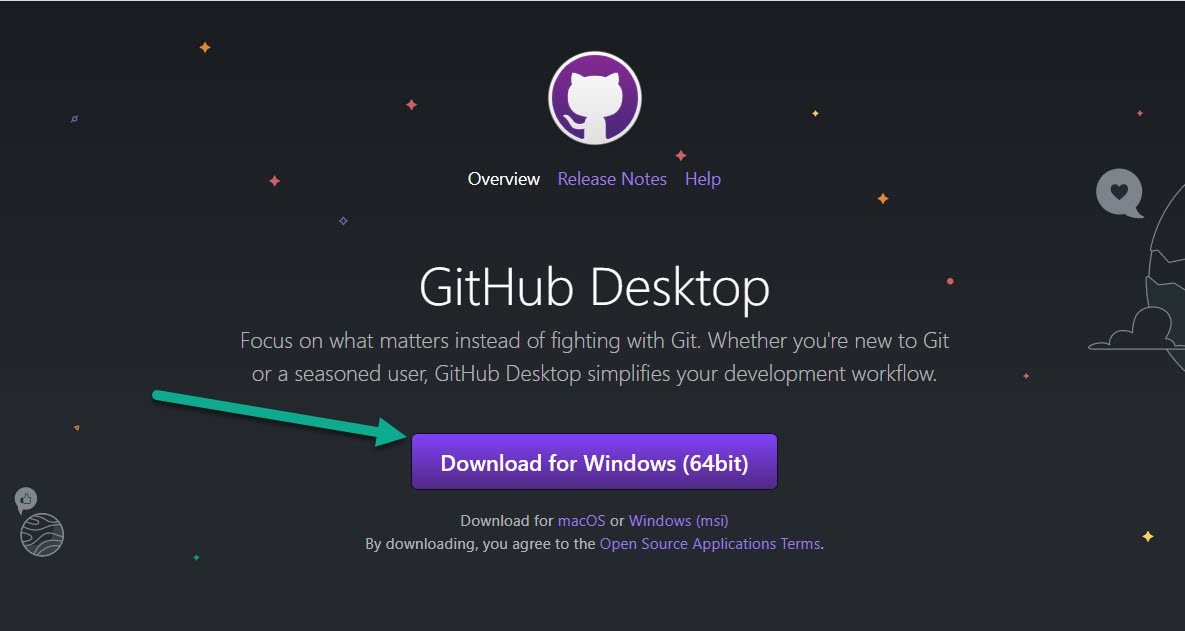 Overview Release Notes Help
GitHub Desktop
Focus on what matters instead of fighting with Git. Whether you're new to Git
or a seasoned user, GitHub Desktop simplifies your development workflow.
Download for Windows (64bit)
Download for macOS or Windows (msi)
By downloading, you agree to the Open Source Applications Terms.